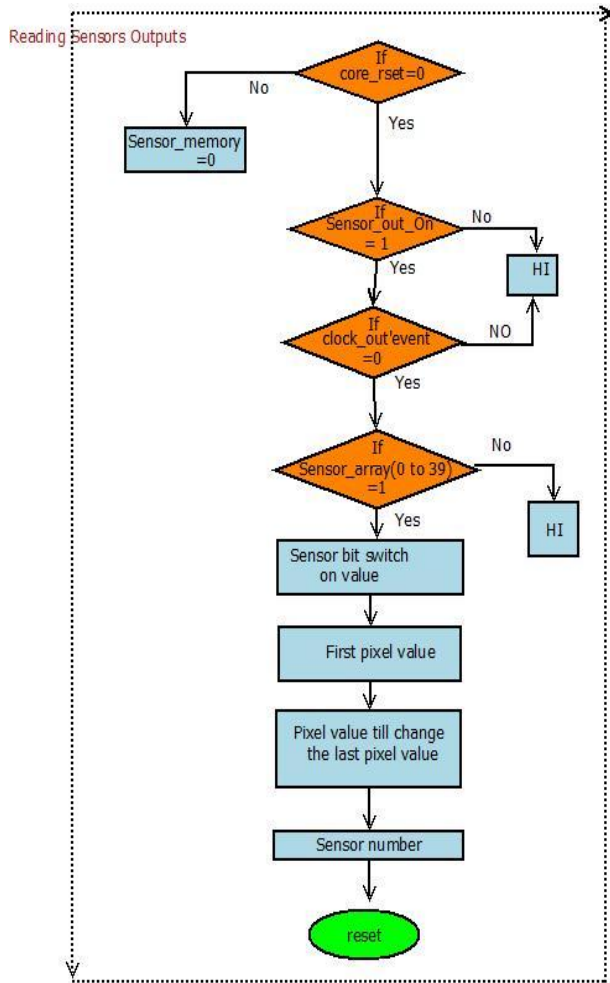 Reading Sensors Outputs
If
core_rset=0
No
Yes
Sensor_memory
=0
If
Sensor_out_On
= 1
No
HI
Yes
If
clock_out'event
=0
NO
Yes
If
Sensor_array(0 to 39)
=1
No
HI
Yes
Sensor bit switch
on value
First pixel value
Pixel value till change
the last pixel value
Sensor number
reset